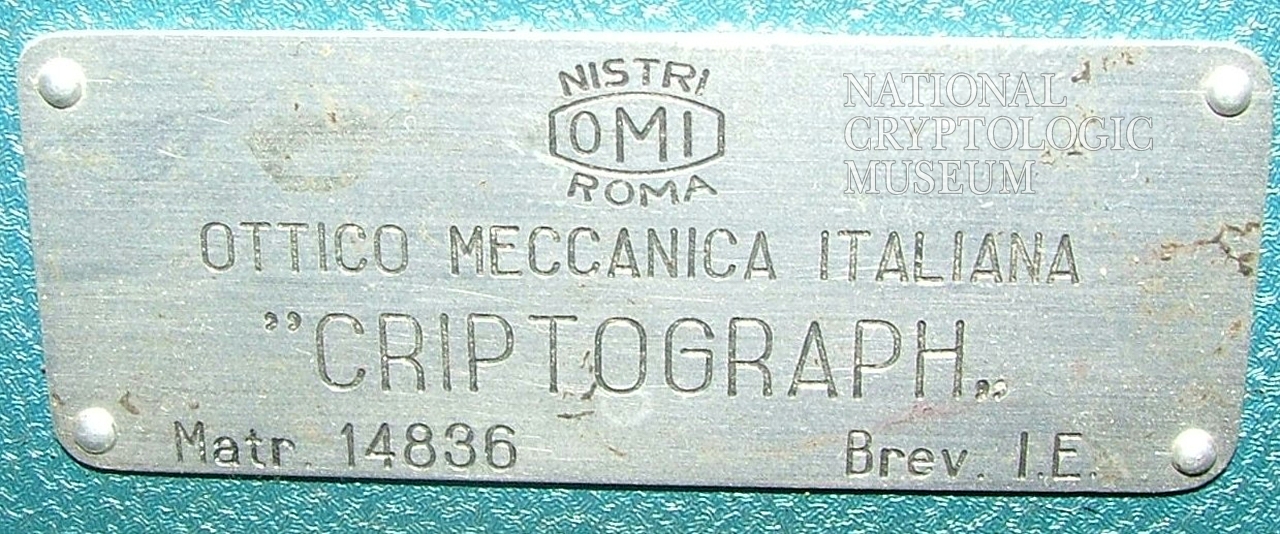 NISTRI
OMI
ROMA
NATIONAL
CRYPTOLOGIC
MUSEUM
OTTICO MECCANICA ITALIANA
”CRIPTOGRAPH„
Matr. 14836 Brev. I.E.